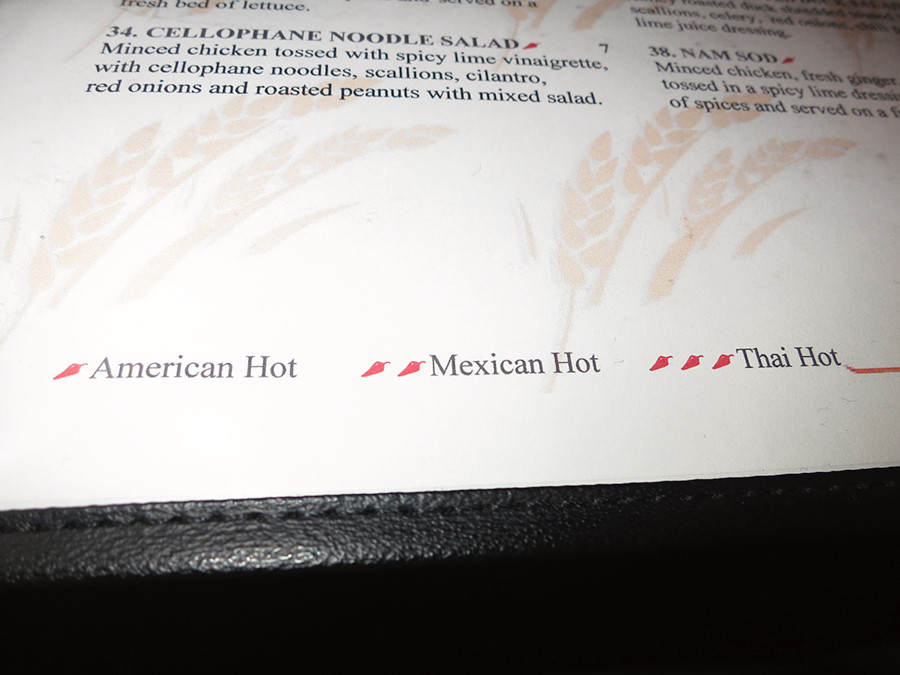 fresh bed of lettuce.
34. CELLOPHANE NOODLE SALAD 7
Minced chicken tossed with spicy lime vinaigrette,
with cellophane noodles, scallions, cilantro,
red onions and roasted peanuts with mixed salad.
roasted duck,
scallions, celery, red onions
lime juice dressing.
38. NAM SOD
Minced chicken, fresh ginger
tossed in a spicy lime
of spices and served on a
American Hot
Mexican Hot
Thai Hot